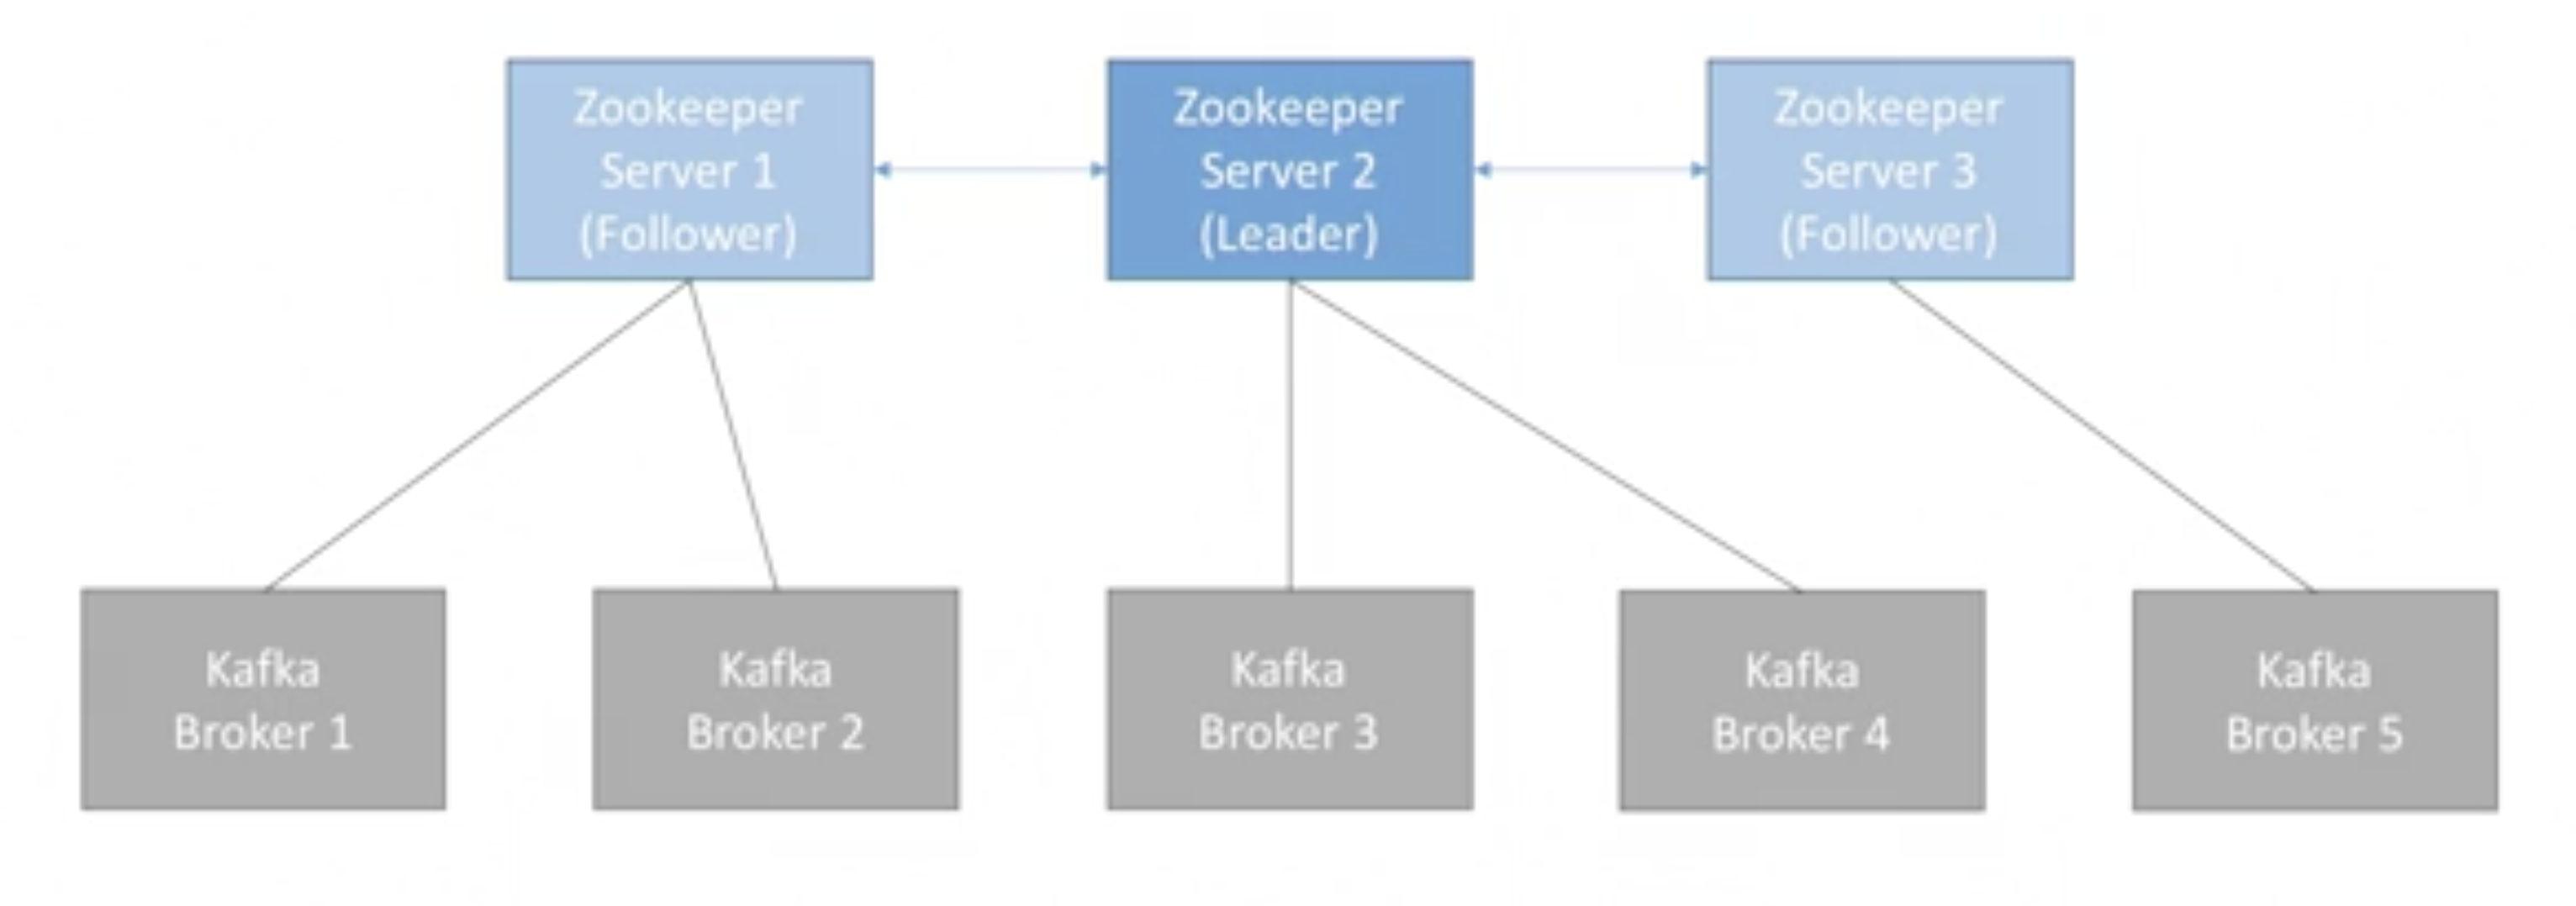 Zookeeper
Server 1
(Follower)
Zookeeper
Server 2
(Leader)
Zookeeper
Server 3
(Follower)
Kafka
Broker 1
Kafka
Broker 2
Kafka
Broker 3
Kafka
Broker 4
Kafka
Broker 5